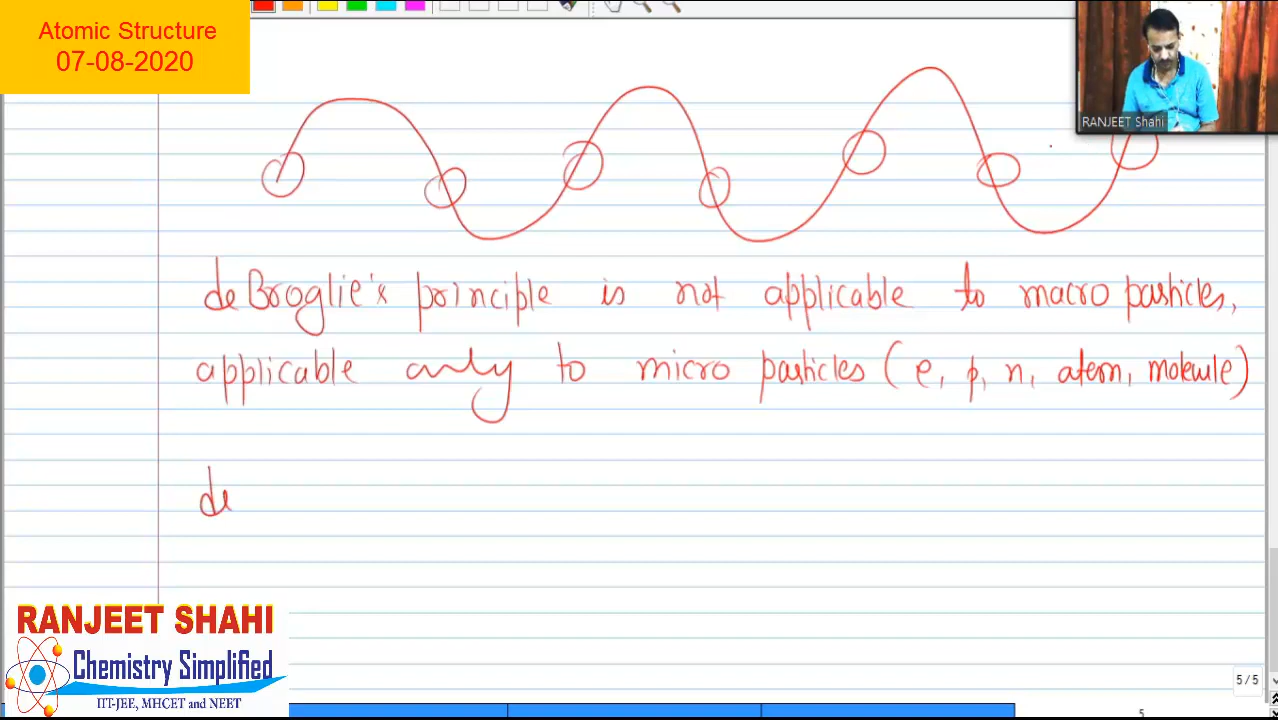 Atomic Structure
07-08-2020
RANJEET Shahi
deBroglie's principle is not applicable to macro particles,
applicable only to micro particles (e, p, n, atom, molecule)
de
RANJEET SHAHI
Chemistry Simplified
IIT-JEE, MHCET and NEET
5 / 5
5